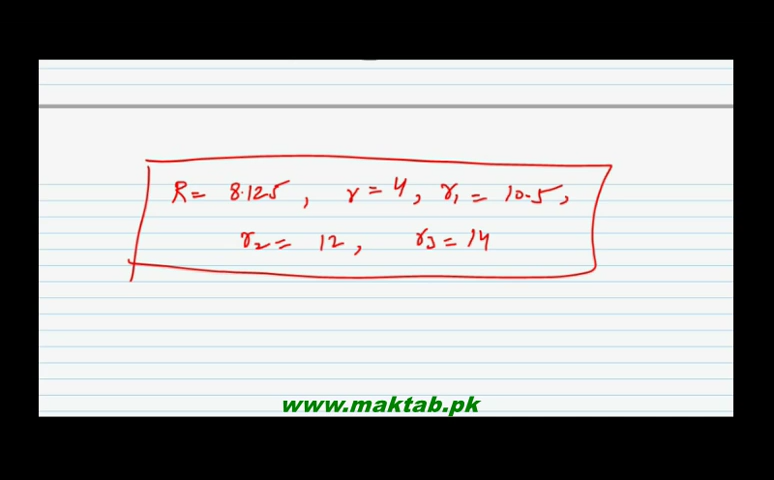 R = 8.125, r = 4, r₁ = 10.5,
r₂ = 12, r₃ = 14
www.maktab.pk